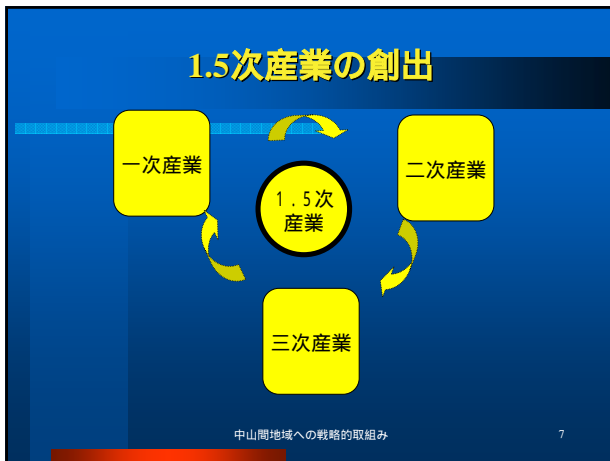 1.5次産業の創出
一次産業
二次産業
１．５次
産業
三次産業
中山間地域への戦略的取組み
7